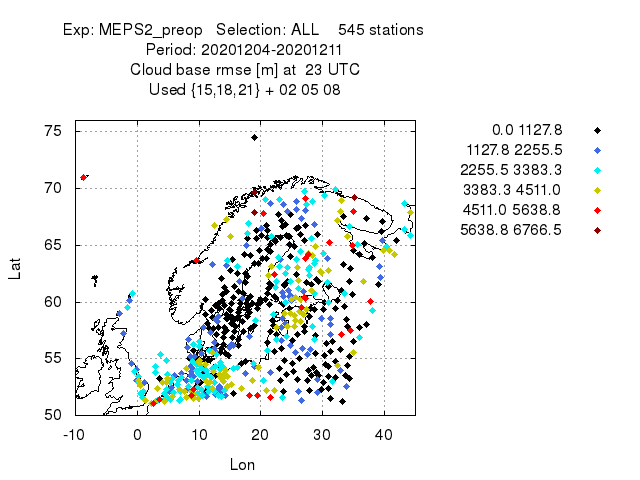 Exp: MEPS2_preop   Selection: ALL    545 stations
Period: 20201204-20201211
Cloud base rmse [m] at  23 UTC
Used {15,18,21} + 02 05 08
0.0 1127.8
1127.8 2255.5
2255.5 3383.3
3383.3 4511.0
4511.0 5638.8
5638.8 6766.5
75
70
65
60
55
50
Lat
-10 0 10 20 30 40
Lon